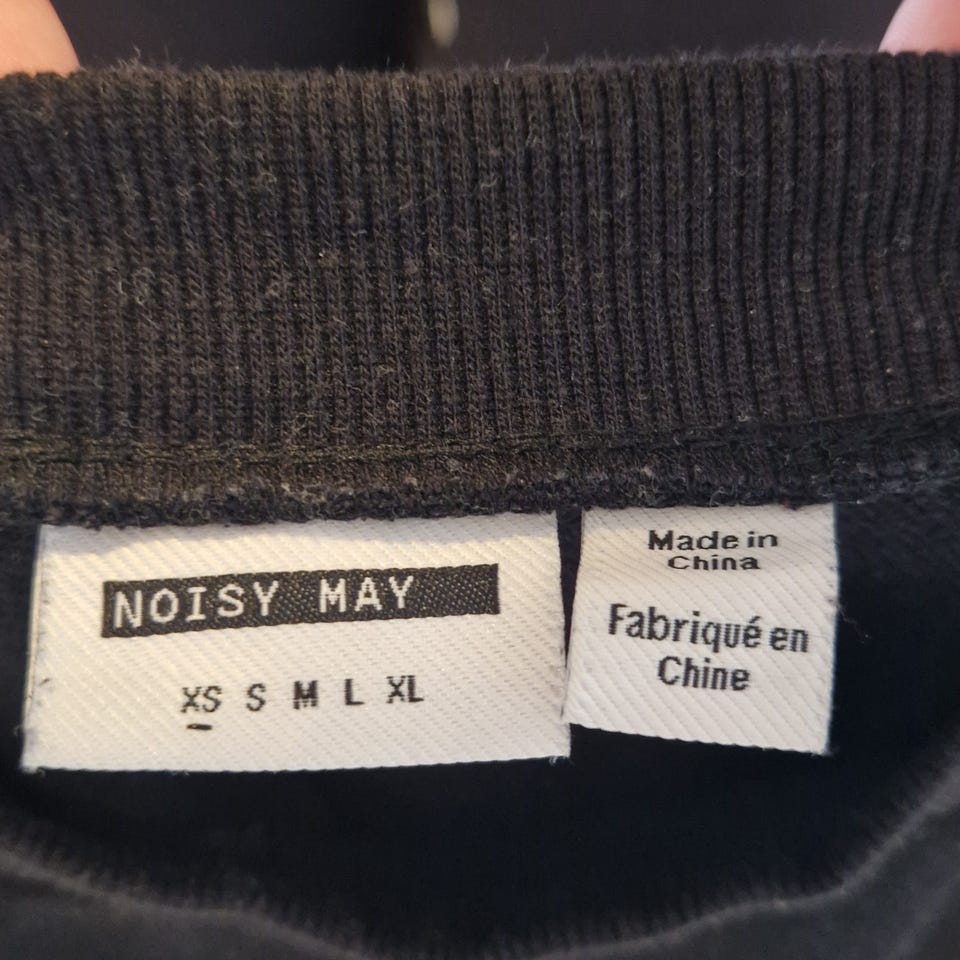 NOISY MAY
XS S M L XL
Made in
China
Fabriqué en
Chine